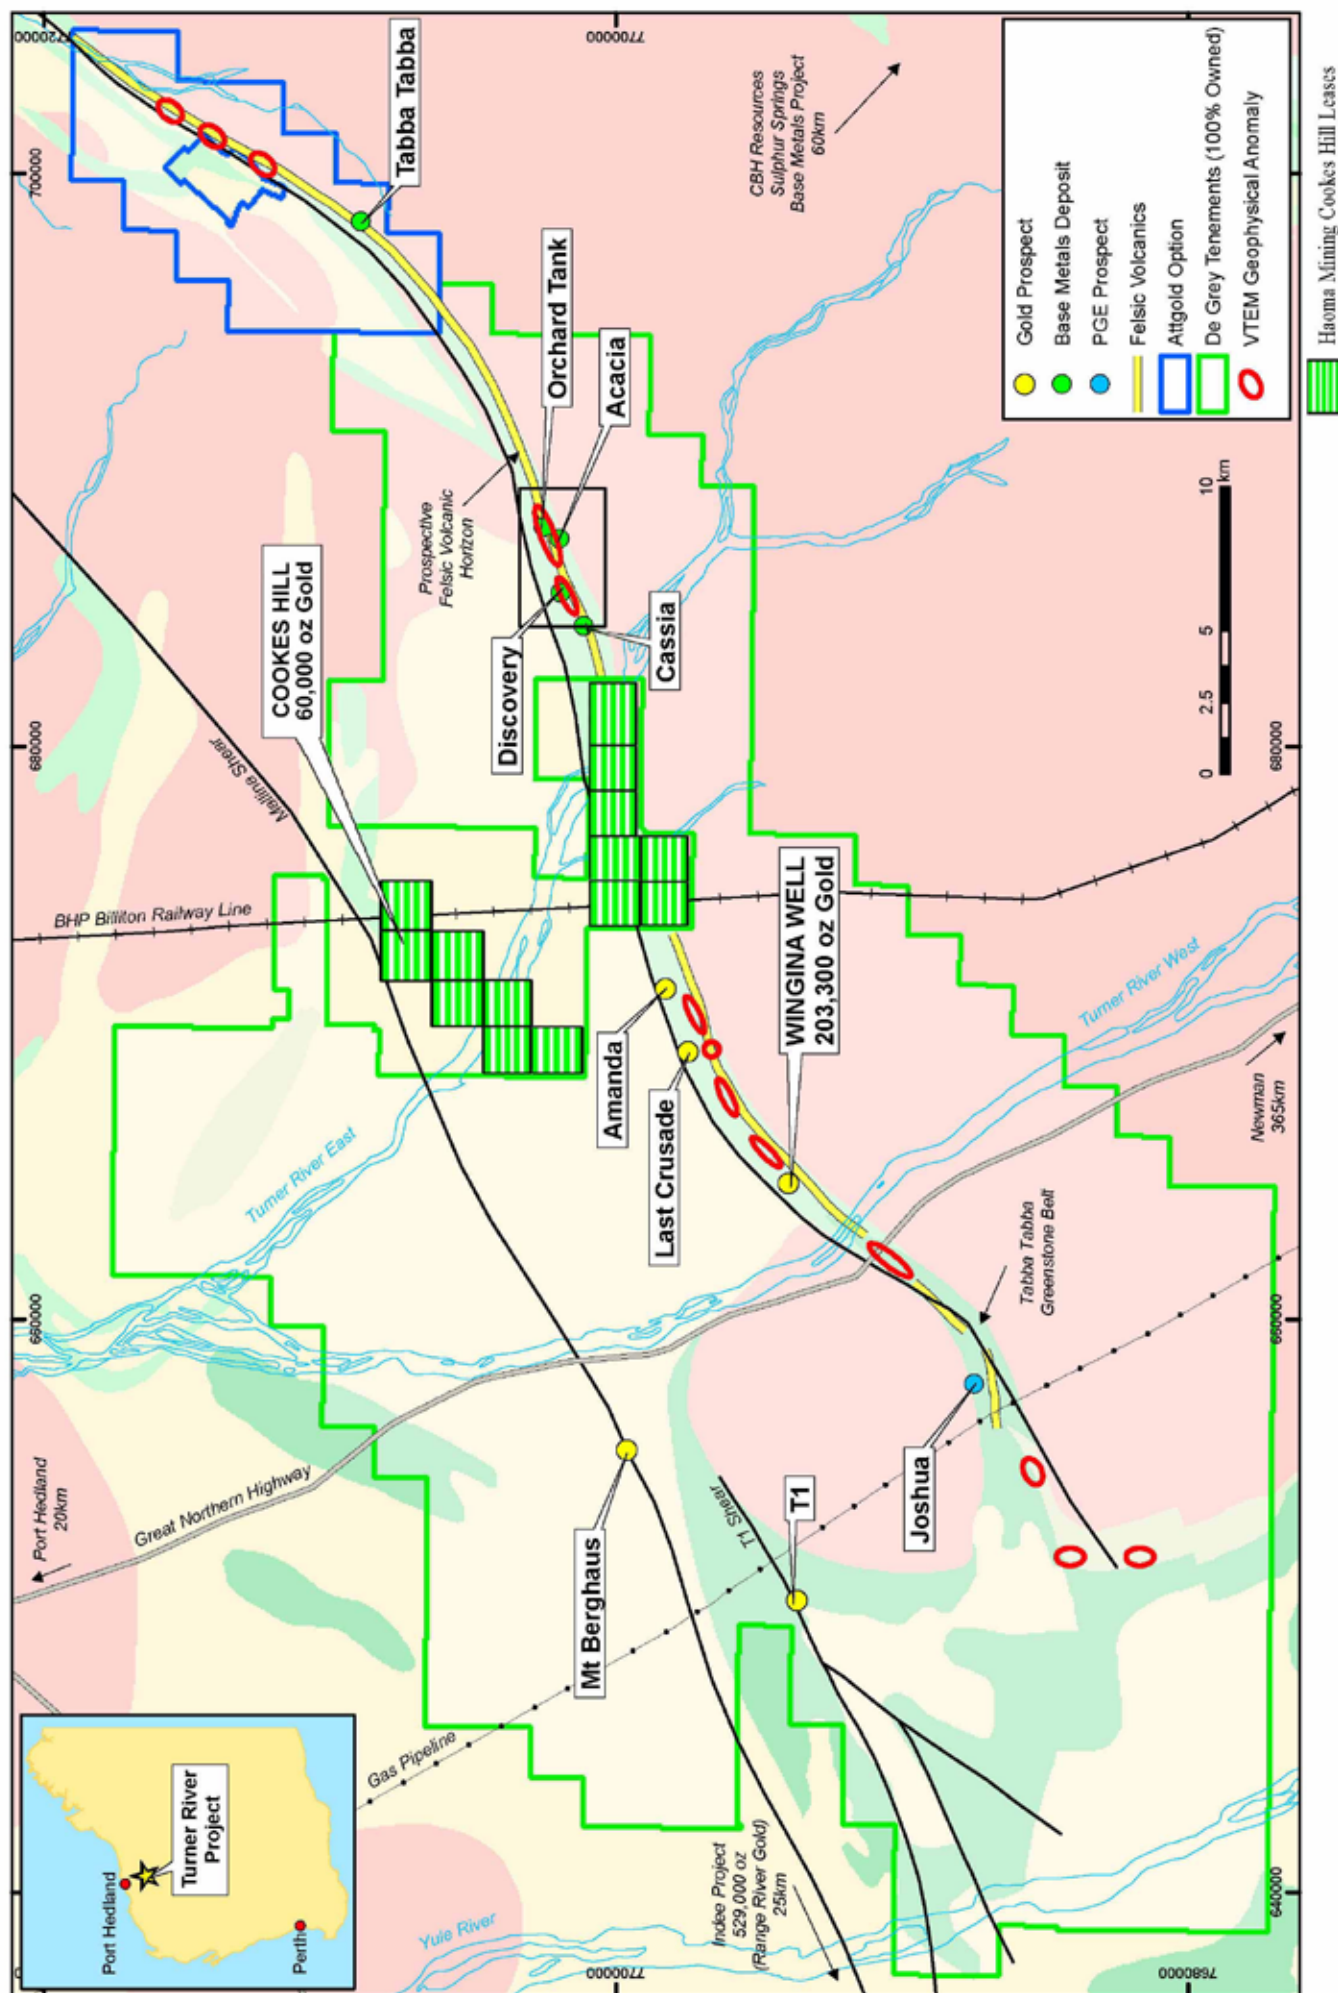 Port Hedland
Perth
Turner River
Project
Port Hedland
20km
Great Northern Highway
Gas Pipeline
Yule River
Indee Project
529,000 oz
(Range River Gold)
25km
Mt Berghaus
T1 Shear
T1
Joshua
Turner River East
BHP Billiton Railway Line
Mallina Shear
COOKES HILL
60,000 oz Gold
Amanda
Last Crusade
WINGINA WELL
203,300 oz Gold
Tabba Tabba
Greenstone Belt
Newman
365km
Turner River West
Discovery
Cassia
Prospective
Felsic Volcanic
Horizon
Orchard Tank
Acacia
Tabba Tabba
CBH Resources
Sulphur Springs
Base Metals Project
60km
640000
660000
680000
700000
7720000
7700000
680000
660000
640000
7700000
7680000
0 2.5 5 10
km
Gold Prospect
Base Metals Deposit
PGE Prospect
Felsic Volcanics
Attgold Option
De Grey Tenements (100% Owned)
VTEM Geophysical Anomaly
Haoma Mining Cookes Hill Leases